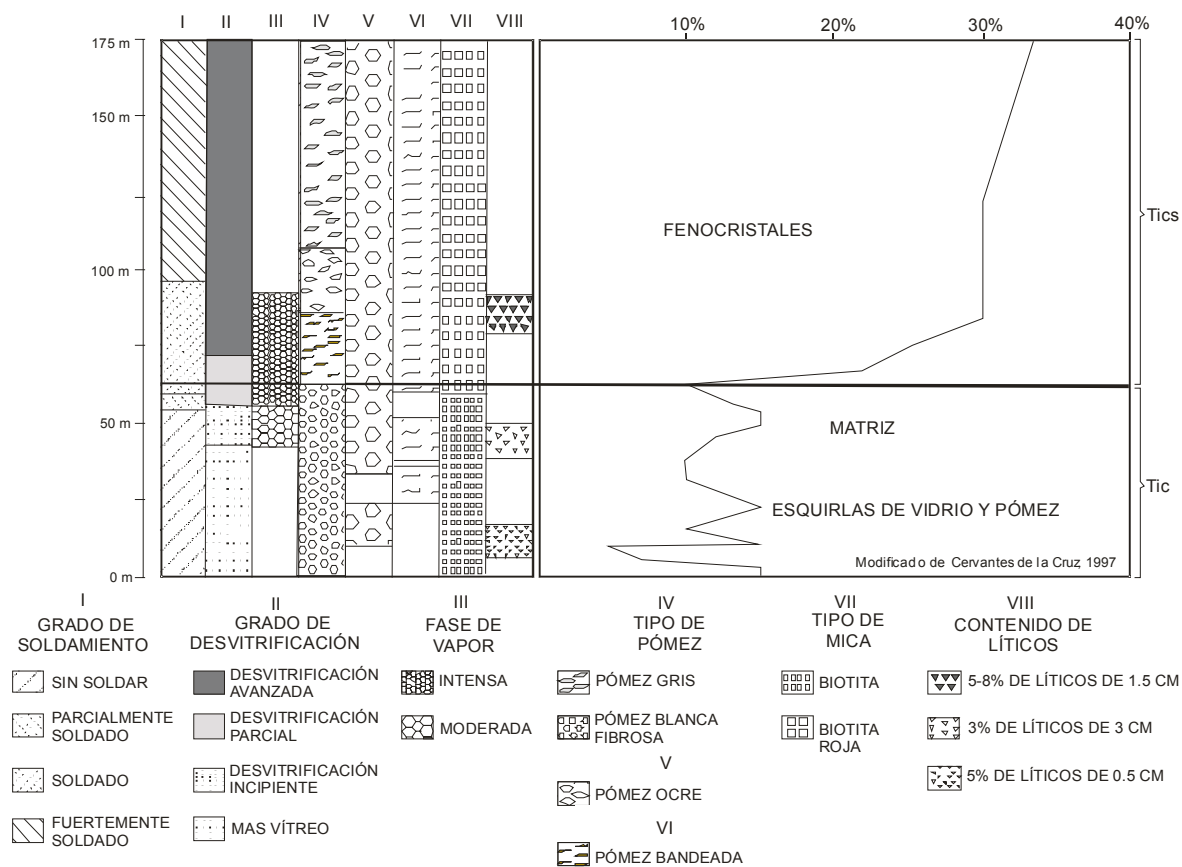 I II III IV V VI VII VIII
10% 20% 30% 40%
175 m
150 m
100 m
50 m
0 m
FENOCRISTALES
MATRIZ
ESQUIRLAS DE VIDRIO Y PÓMEZ
Modificado de Cervantes de la Cruz, 1997
Tics
Tic
I
GRADO DE
SOLDAMIENTO
SIN SOLDAR
PARCIALMENTE
SOLDADO
SOLDADO
FUERTEMENTE
SOLDADO
II
GRADO DE
DESVITRIFICACIÓN
DESVITRIFICACIÓN
AVANZADA
DESVITRIFICACIÓN
PARCIAL
DESVITRIFICACIÓN
INCIPIENTE
MAS VÍTREO
III
FASE DE
VAPOR
INTENSA
MODERADA
IV
TIPO DE
PÓMEZ
PÓMEZ GRIS
PÓMEZ BLANCA
FIBROSA
V
PÓMEZ OCRE
VI
PÓMEZ BANDEADA
VII
TIPO DE
MICA
BIOTITA
BIOTITA
ROJA
VIII
CONTENIDO DE
LÍTICOS
5-8% DE LÍTICOS DE 1.5 CM
3% DE LÍTICOS DE 3 CM
5% DE LÍTICOS DE 0.5 CM